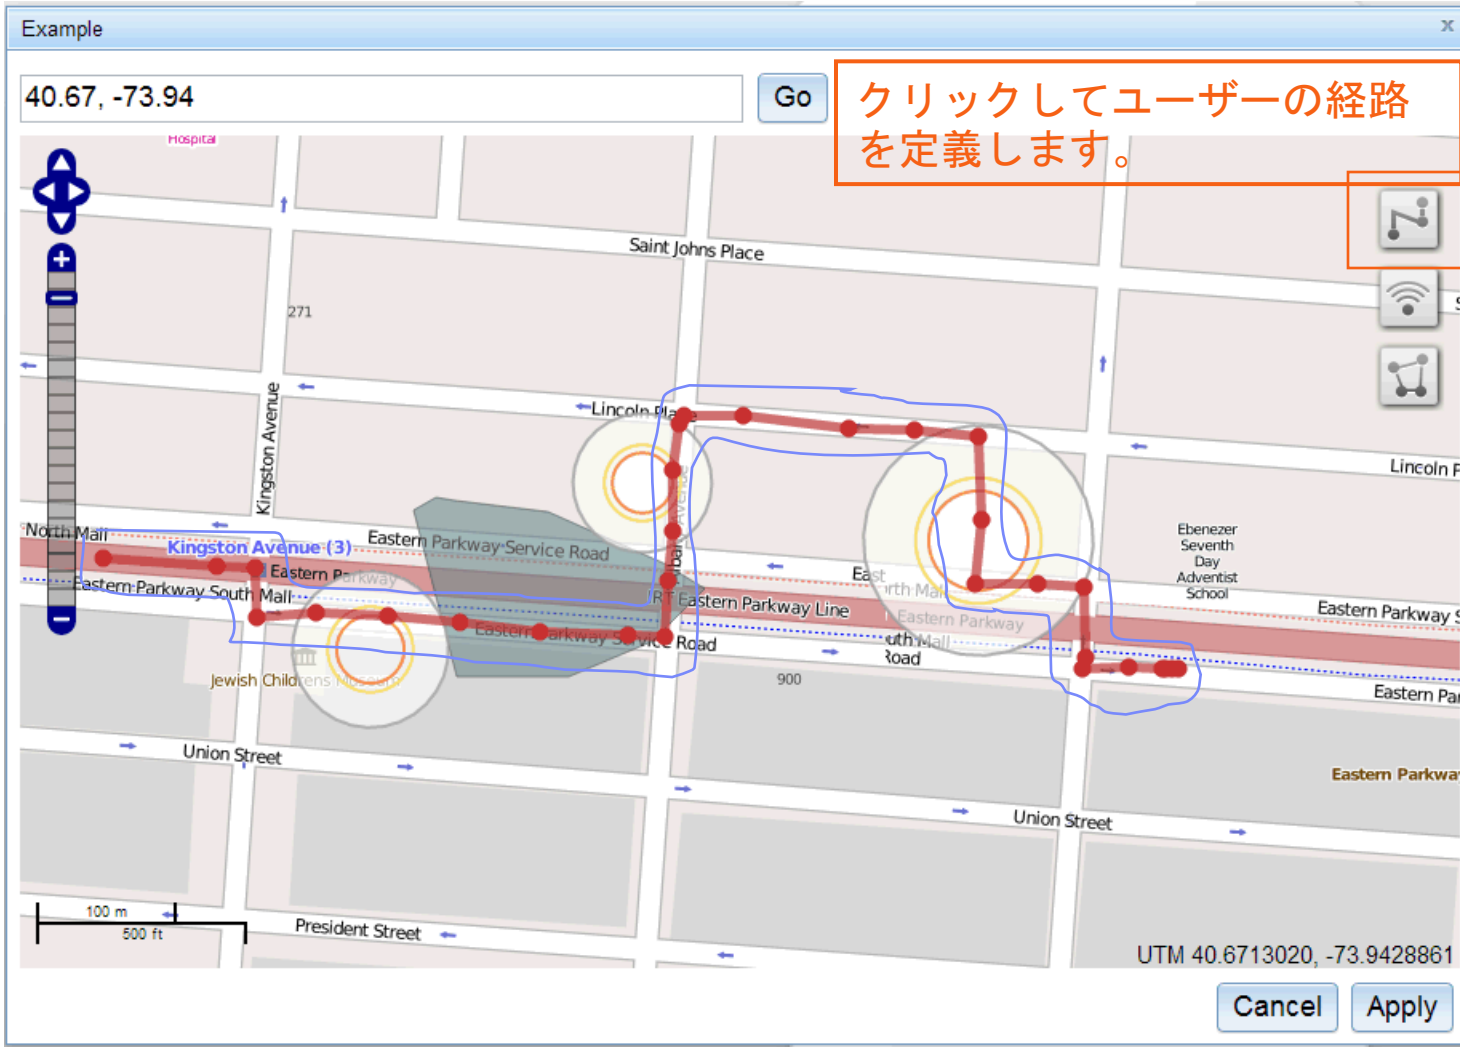 Example
x
40.67, -73.94
Go
クリックしてユーザーの経路
を定義します。
Hospital
Saint Johns Place
271
Kingston Avenue
Lincoln Place
Lincoln P
North Mall
Kingston Avenue (3)
Eastern Parkway Service Road
Eastern Parkway
Eastern Parkway South Mall
Eastern Parkway Line
Eastern Parkway
Eastern Parkway Service Road
Road
900
Ebenezer
Seventh
Day
Adventist
School
Eastern Parkway S
Eastern Par
Jewish Childrens Museum
Union Street
Union Street
Eastern Parkway
President Street
100 m
500 ft
UTM 40.6713020, -73.9428861
Cancel
Apply